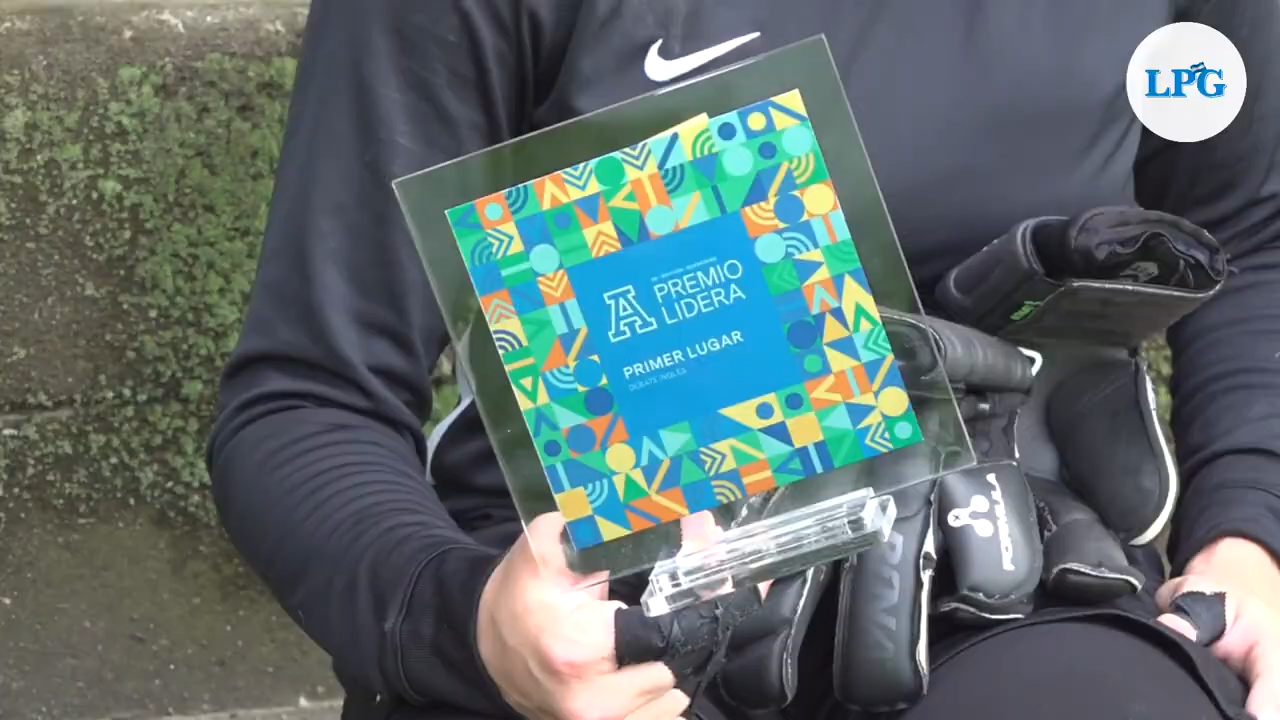 LPG
A
PREMIO
LIDERA
PRIMER LUGAR
DEBATE INGLÉS